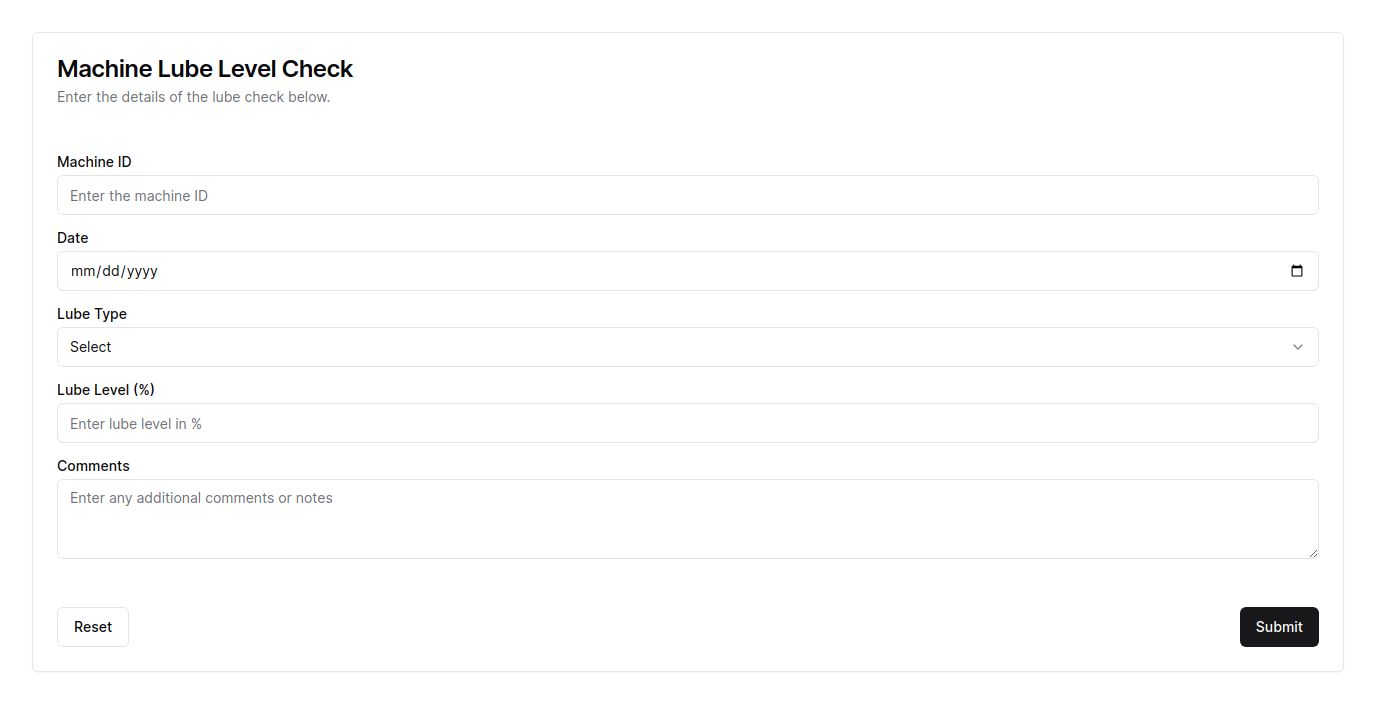 Machine Lube Level Check
Enter the details of the lube check below.
Machine ID
Enter the machine ID
Date
mm/dd/yyyy
Lube Type
Select
Lube Level (%)
Enter lube level in %
Comments
Enter any additional comments or notes
Reset
Submit